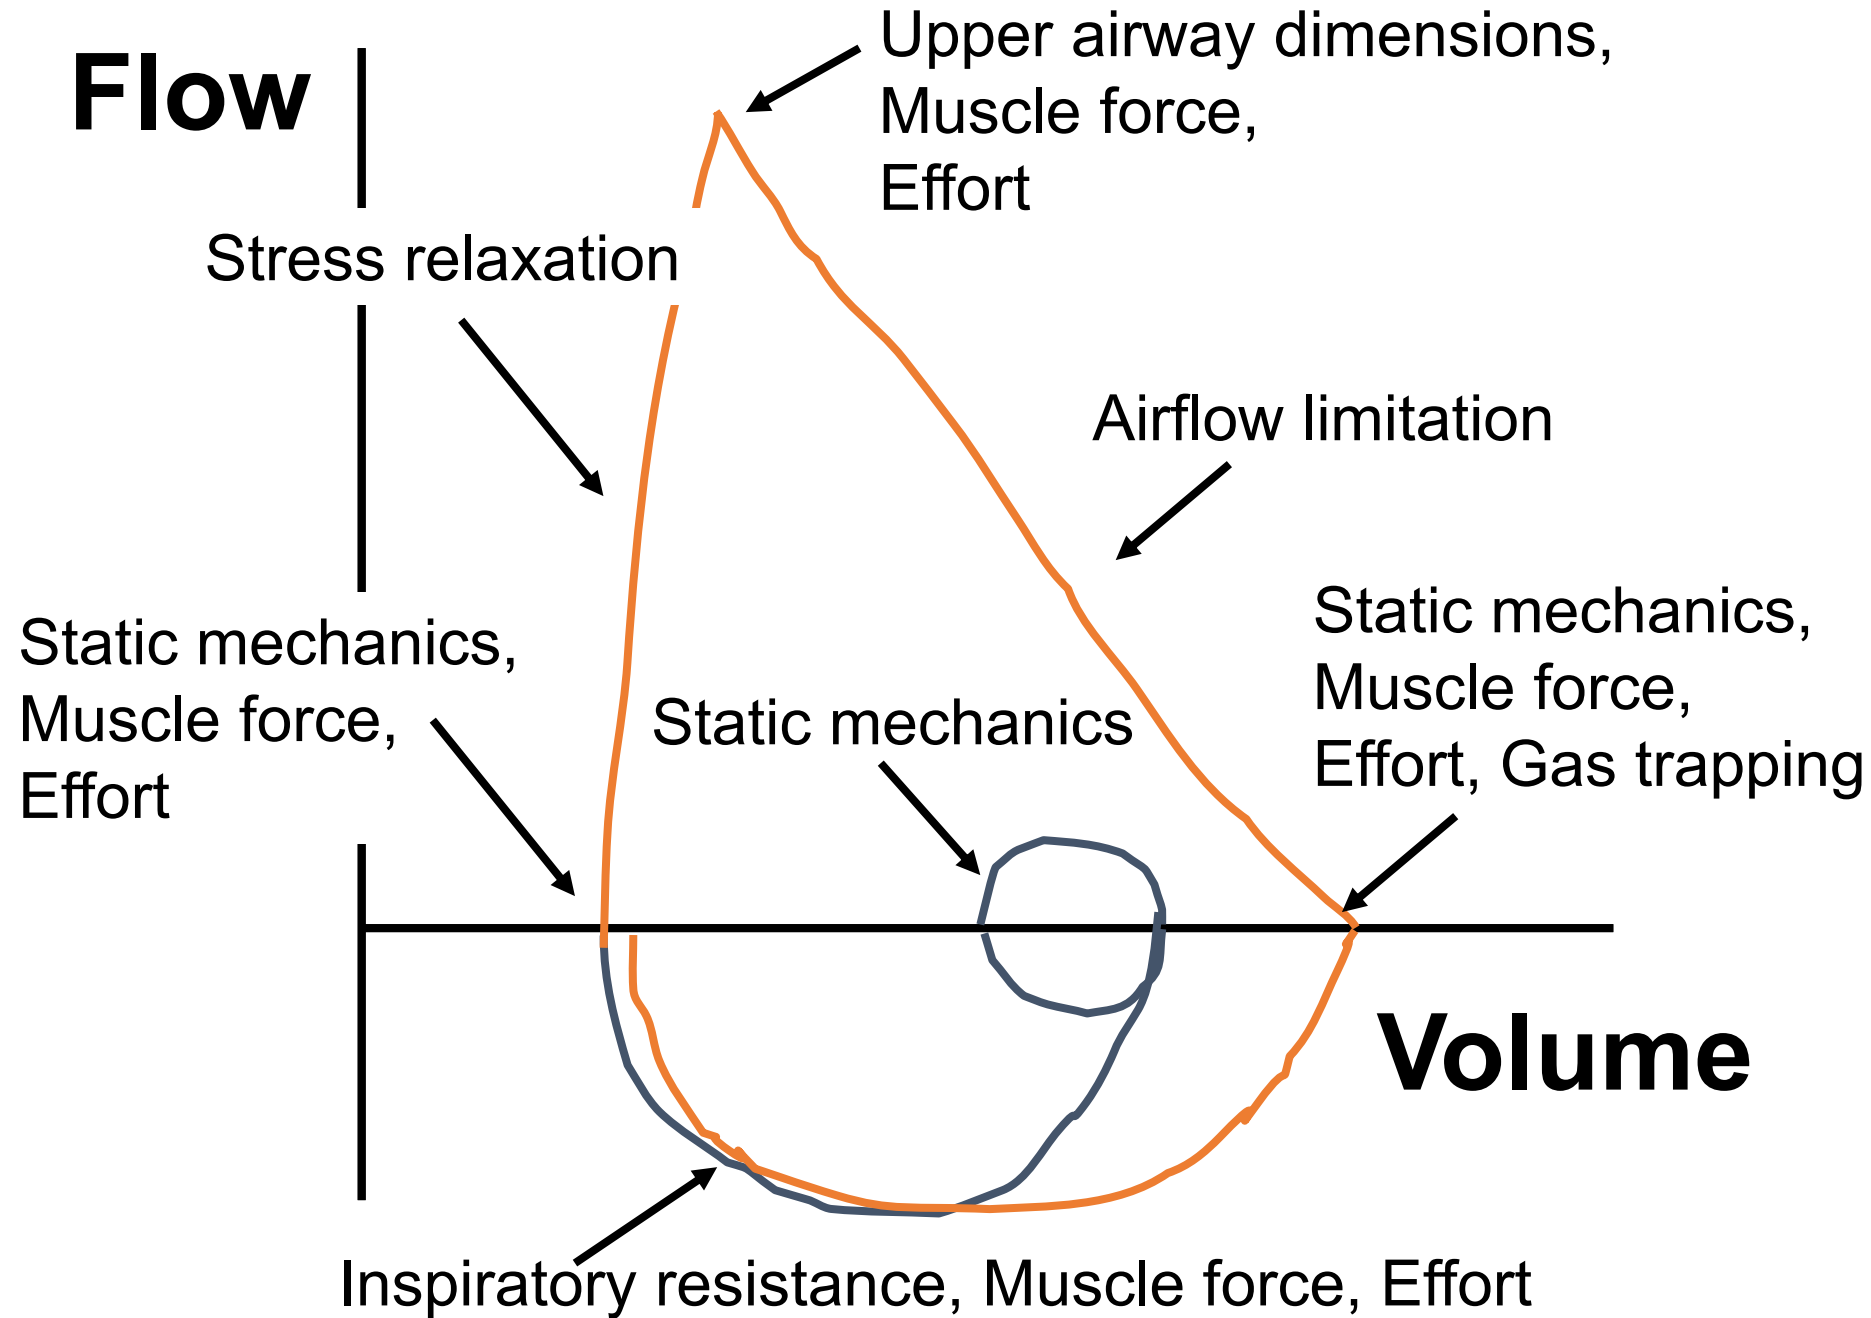 Flow
Upper airway dimensions,
Muscle force,
Effort
Stress relaxation
Airflow limitation
Static mechanics,
Muscle force,
Effort
Static mechanics
Static mechanics,
Muscle force,
Effort, Gas trapping
Volume
Inspiratory resistance, Muscle force, Effort